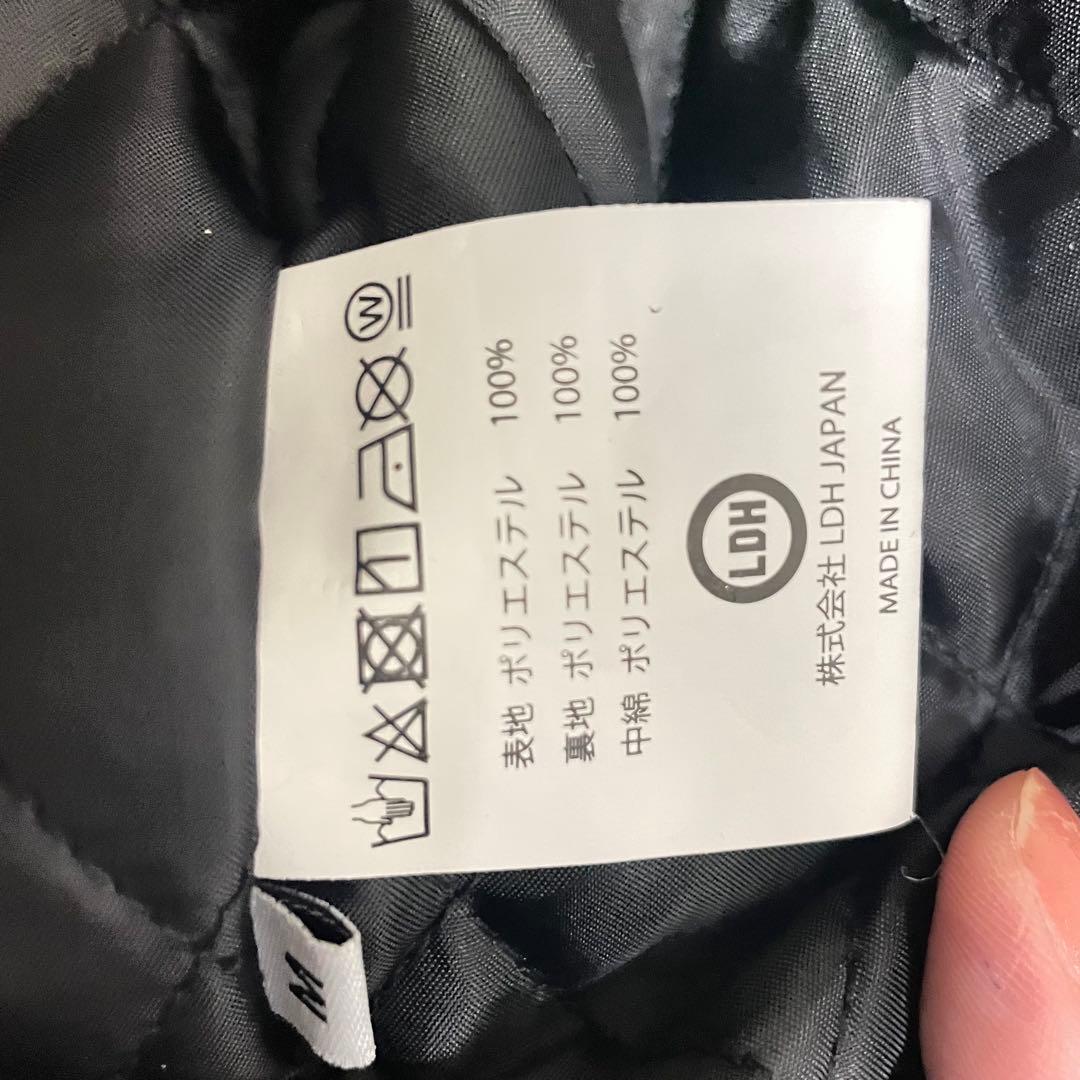 W
表地 ポリエステル 100%
裏地 ポリエステル 100%
中綿 ポリエステル 100%
LDH
株式会社 LDH JAPAN
MADE IN CHINA
M